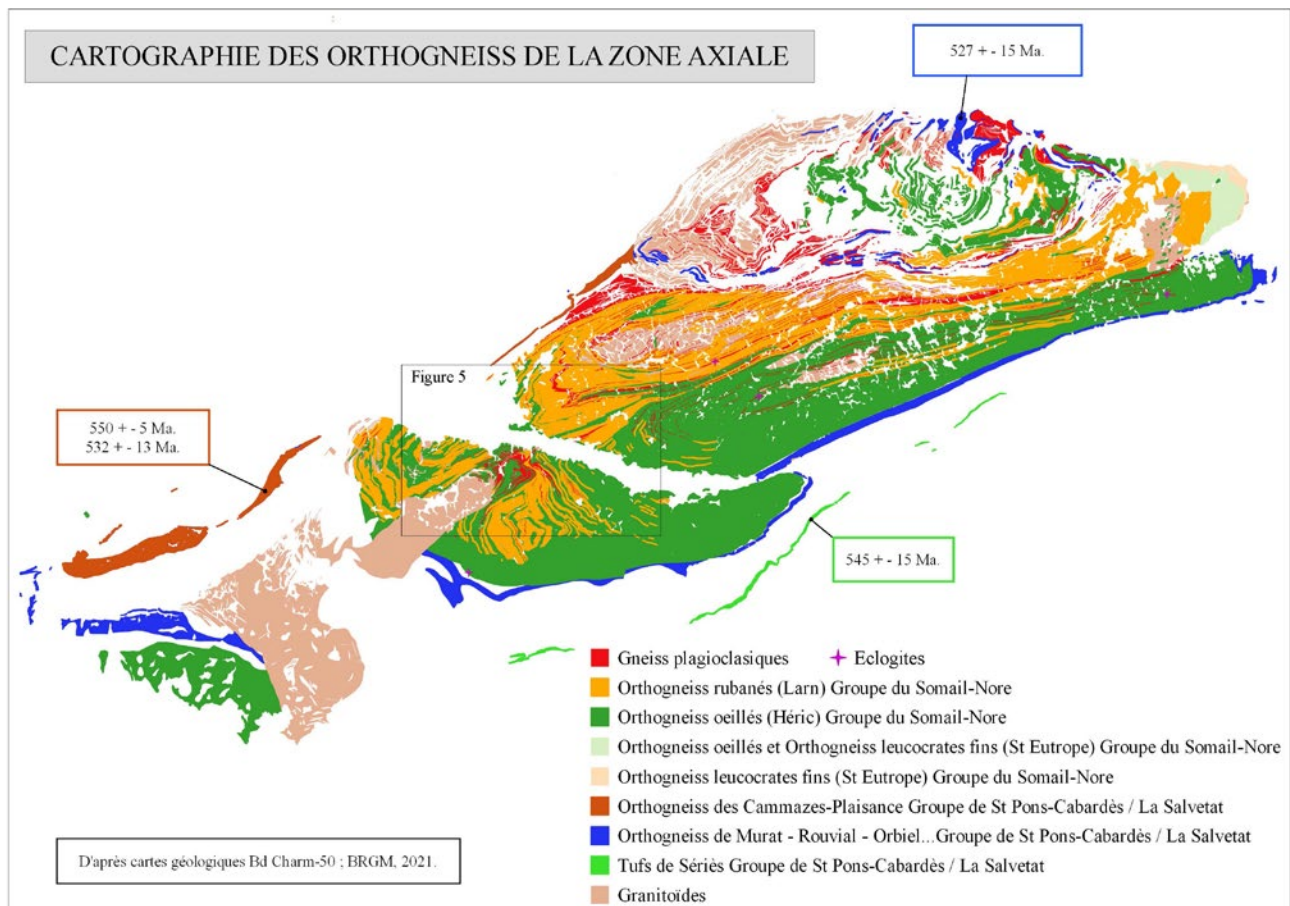 CARTOGRAPHIE DES ORTHOGNEISS DE LA ZONE AXIALE
527 + - 15 Ma.
Figure 5
550 + - 5 Ma.
532 + - 13 Ma.
545 + - 15 Ma.
Gneiss plagioclasiques
Eclogites
Orthogneiss rubanés (Larn) Groupe du Somail-Nore
Orthogneiss oeillés (Héric) Groupe du Somail-Nore
Orthogneiss oeillés et Orthogneiss leucocrates fins (St Eutrope) Groupe du Somail-Nore
Orthogneiss leucocrates fins (St Eutrope) Groupe du Somail-Nore
Orthogneiss des Cammazes-Plaisance Groupe de St Pons-Cabardès / La Salvetat
Orthogneiss de Murat - Rouvial - Orbiel...Groupe de St Pons-Cabardès / La Salvetat
Tufs de Sériès Groupe de St Pons-Cabardès / La Salvetat
Granitoïdes
D'après cartes géologiques Bd Charm-50 ; BRGM, 2021.